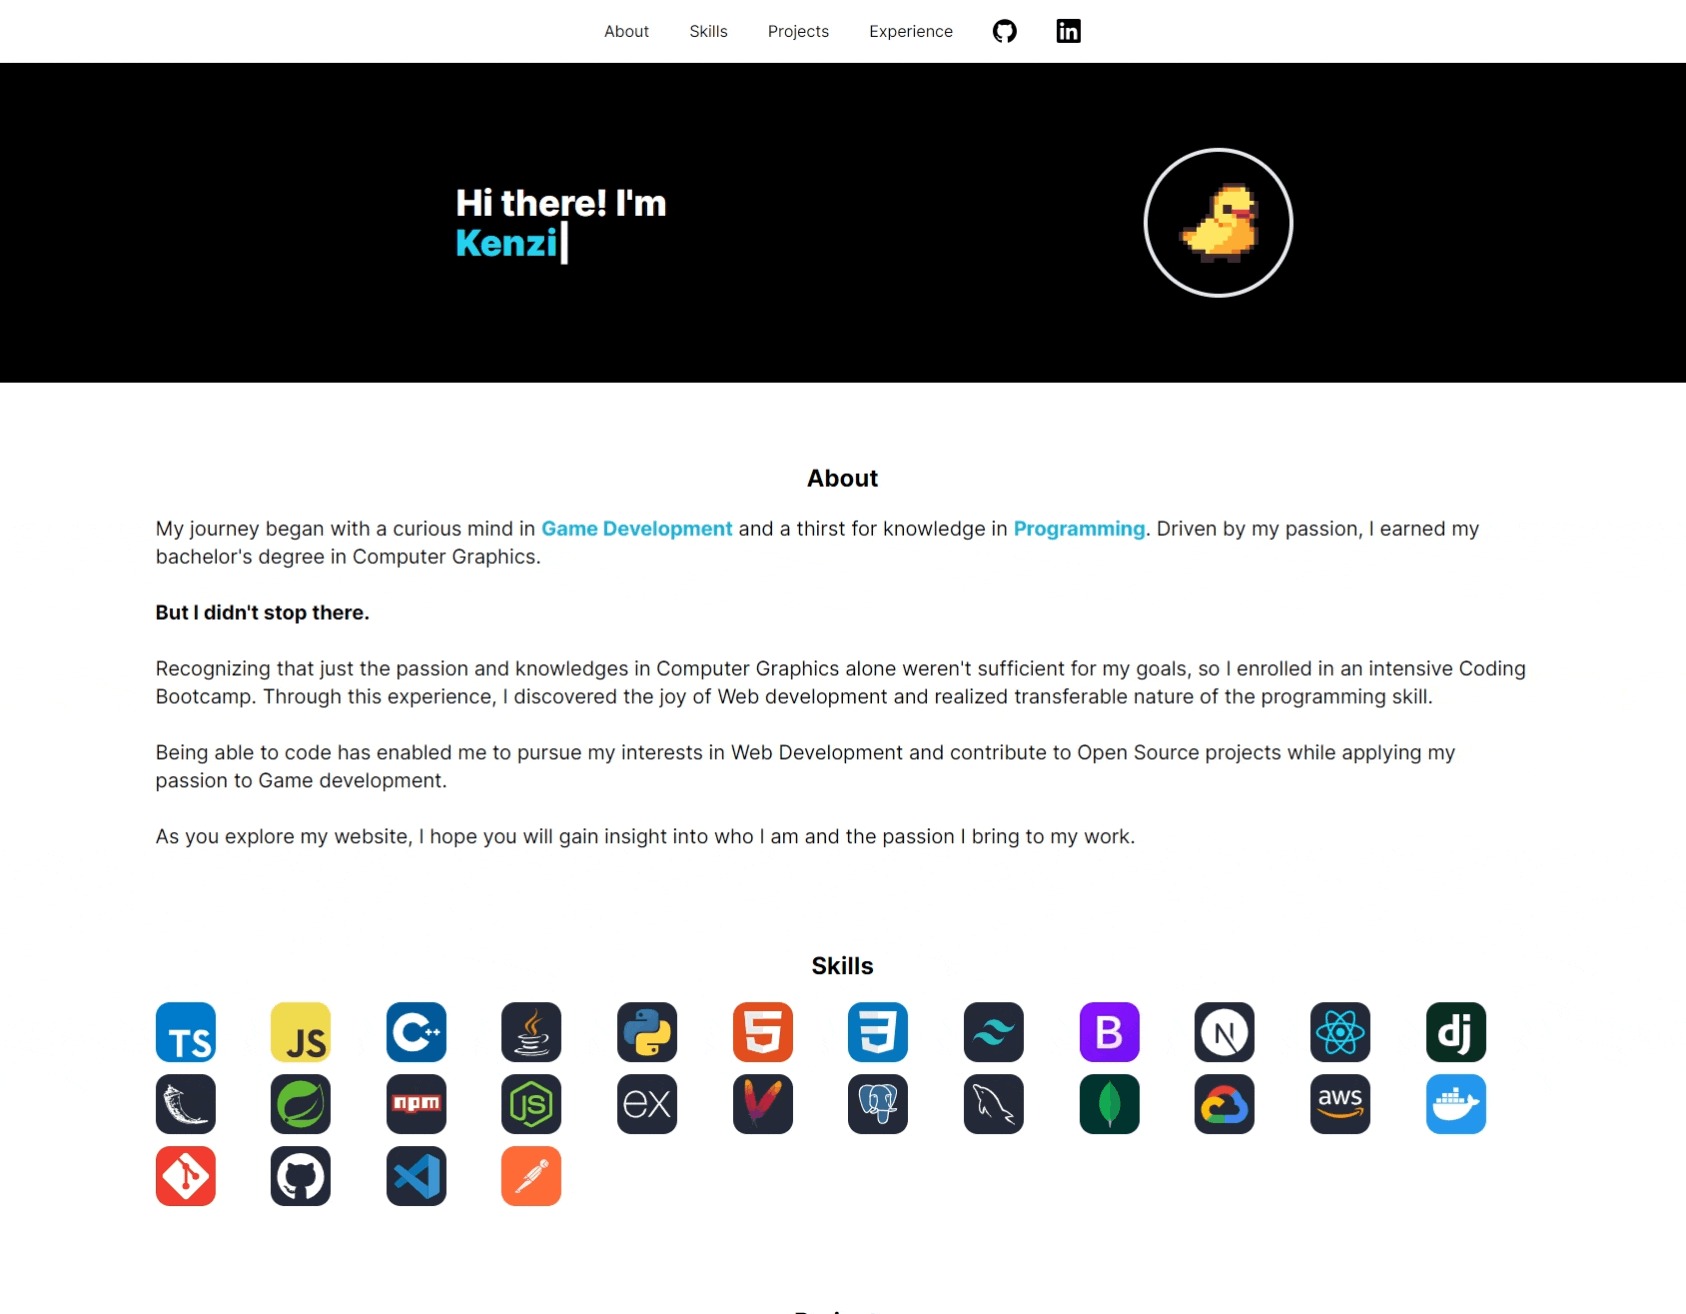 About Skills Projects Experience in
Hi there! I'm
Kenzi
About
My journey began with a curious mind in Game Development and a thirst for knowledge in Programming. Driven by my passion, I earned my
bachelor's degree in Computer Graphics.
But I didn't stop there.
Recognizing that just the passion and knowledges in Computer Graphics alone weren't sufficient for my goals, so I enrolled in an intensive Coding
Bootcamp. Through this experience, I discovered the joy of Web development and realized transferable nature of the programming skill.
Being able to code has enabled me to pursue my interests in Web Development and contribute to Open Source projects while applying my
passion to Game development.
As you explore my website, I hope you will gain insight into who I am and the passion I bring to my work.
Skills
TS JS C++ 5 3 B N dj
npm JS ex aws